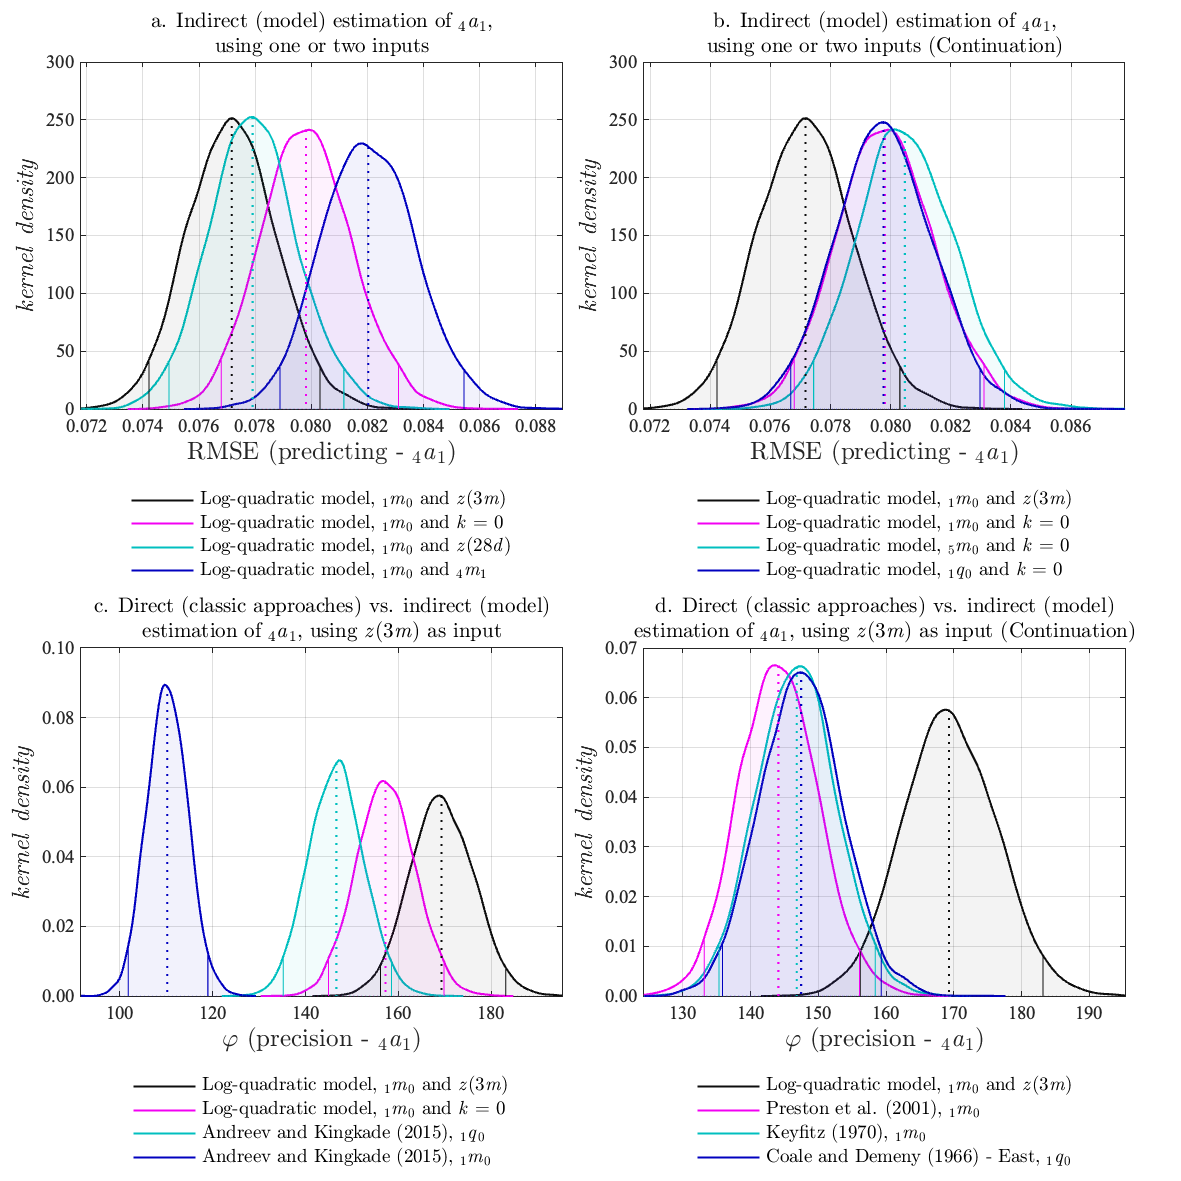 a. Indirect (model) estimation of ₄a₁,
using one or two inputs
300
250
200
150
100
50
0
kernel density
0.072 0.074 0.076 0.078 0.080 0.082 0.084 0.086 0.088
RMSE (predicting - ₄a₁)
Log-quadratic model, ₁m₀ and z(3m)
Log-quadratic model, ₁m₀ and k = 0
Log-quadratic model, ₁m₀ and z(28d)
Log-quadratic model, ₁m₀ and ₄m₁
b. Indirect (model) estimation of ₄a₁,
using one or two inputs (Continuation)
300
250
200
150
100
50
0
kernel density
0.072 0.074 0.076 0.078 0.080 0.082 0.084 0.086
RMSE (predicting - ₄a₁)
Log-quadratic model, ₁m₀ and z(3m)
Log-quadratic model, ₁m₀ and k = 0
Log-quadratic model, ₅m₀ and k = 0
Log-quadratic model, ₁q₀ and k = 0
c. Direct (classic approaches) vs. indirect (model)
estimation of ₄a₁, using z(3m) as input
0.10
0.08
0.06
0.04
0.02
0.00
kernel density
100 120 140 160 180
φ (precision - ₄a₁)
Log-quadratic model, ₁m₀ and z(3m)
Log-quadratic model, ₁m₀ and k = 0
Andreev and Kingkade (2015), ₁q₀
Andreev and Kingkade (2015), ₁m₀
d. Direct (classic approaches) vs. indirect (model)
estimation of ₄a₁, using z(3m) as input (Continuation)
0.07
0.06
0.05
0.04
0.03
0.02
0.01
0.00
kernel density
130 140 150 160 170 180 190
φ (precision - ₄a₁)
Log-quadratic model, ₁m₀ and z(3m)
Preston et al. (2001), ₁m₀
Keyfitz (1970), ₁m₀
Coale and Demeny (1966) - East, ₁q₀